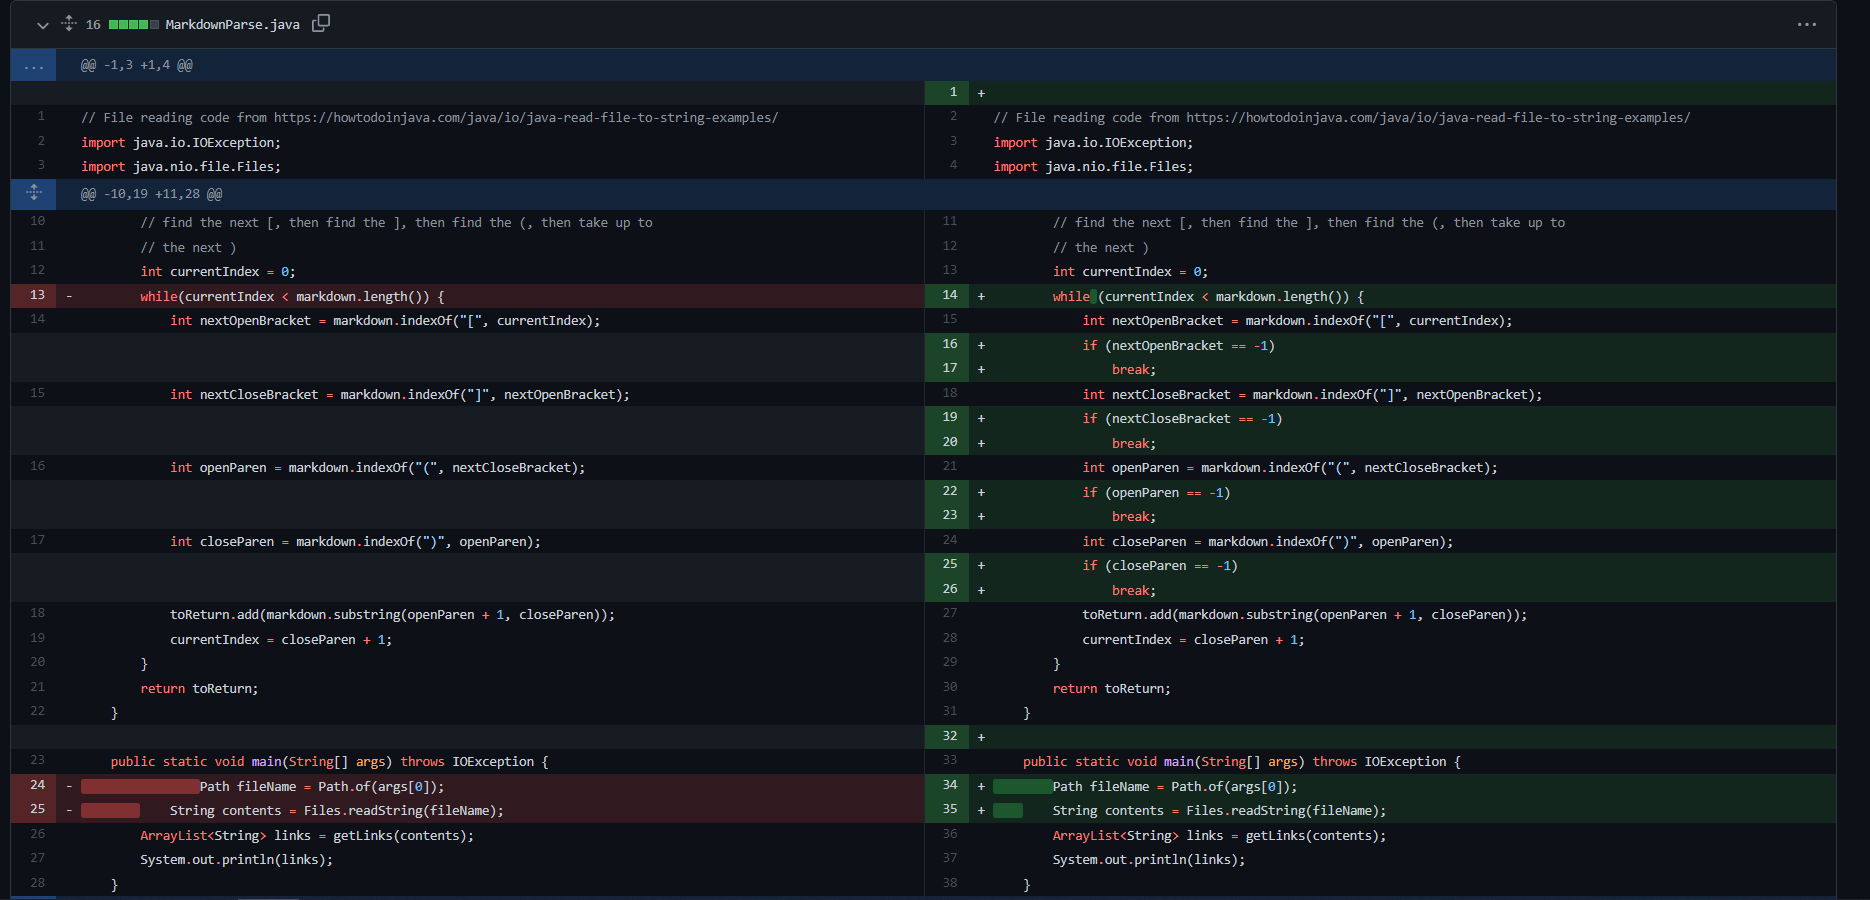 16 MarkdownParse.java ...
... @@ -1,3 +1,4 @@
1 +
1 // File reading code from https://howtodoinjava.com/java/io/java-read-file-to-string-examples/ 2 // File reading code from https://howtodoinjava.com/java/io/java-read-file-to-string-examples/
2 import java.io.IOException; 3 import java.io.IOException;
3 import java.nio.file.Files; 4 import java.nio.file.Files;
@@ -10,19 +11,28 @@
10 // find the next [, then find the ], then find the (, then take up to 11 // find the next [, then find the ], then find the (, then take up to
11 // the next ) 12 // the next )
12 int currentIndex = 0; 13 int currentIndex = 0;
13 - while(currentIndex < markdown.length()) { 14 + while (currentIndex < markdown.length()) {
14 int nextOpenBracket = markdown.indexOf("[", currentIndex); 15 int nextOpenBracket = markdown.indexOf("[", currentIndex);
16 + if (nextOpenBracket == -1)
17 + break;
15 int nextCloseBracket = markdown.indexOf("]", nextOpenBracket); 18 int nextCloseBracket = markdown.indexOf("]", nextOpenBracket);
19 + if (nextCloseBracket == -1)
20 + break;
16 int openParen = markdown.indexOf("(", nextCloseBracket); 21 int openParen = markdown.indexOf("(", nextCloseBracket);
22 + if (openParen == -1)
23 + break;
17 int closeParen = markdown.indexOf(")", openParen); 24 int closeParen = markdown.indexOf(")", openParen);
25 + if (closeParen == -1)
26 + break;
18 toReturn.add(markdown.substring(openParen + 1, closeParen)); 27 toReturn.add(markdown.substring(openParen + 1, closeParen));
19 currentIndex = closeParen + 1; 28 currentIndex = closeParen + 1;
20 } 29 }
21 return toReturn; 30 return toReturn;
22 } 31 }
32 +
23 public static void main(String[] args) throws IOException { 33 public static void main(String[] args) throws IOException {
24 - Path fileName = Path.of(args[0]); 34 + Path fileName = Path.of(args[0]);
25 - String contents = Files.readString(fileName); 35 + String contents = Files.readString(fileName);
26 ArrayList<String> links = getLinks(contents); 36 ArrayList<String> links = getLinks(contents);
27 System.out.println(links); 37 System.out.println(links);
28 } 38 }